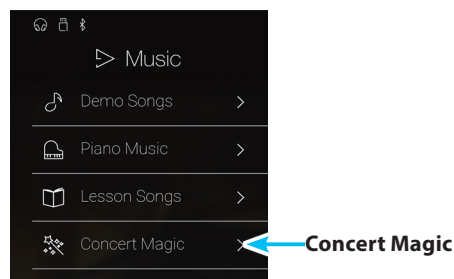 Music
Demo Songs
Piano Music
Lesson Songs
Concert Magic
Concert Magic